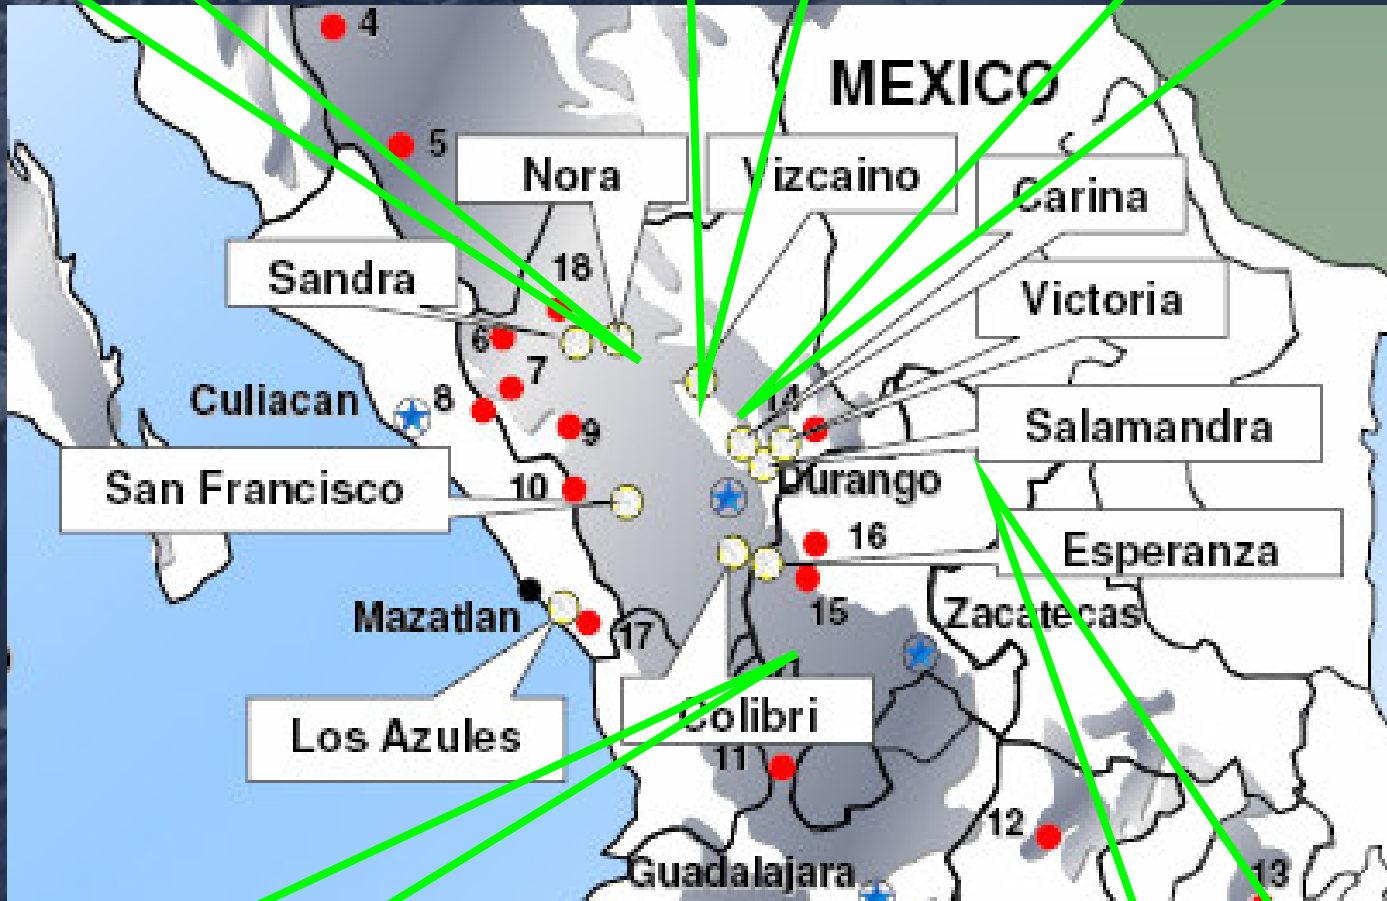 4
MEXICO
5
Nora
Vizcaino
Carina
Sandra
18
Victoria
6
7
Culiacan
8
14
9
Salamandra
San Francisco
10
Durango
16
Esperanza
Mazatlan
15
Zacatecas
17
Los Azules
Colibri
11
12
Guadalajara
13